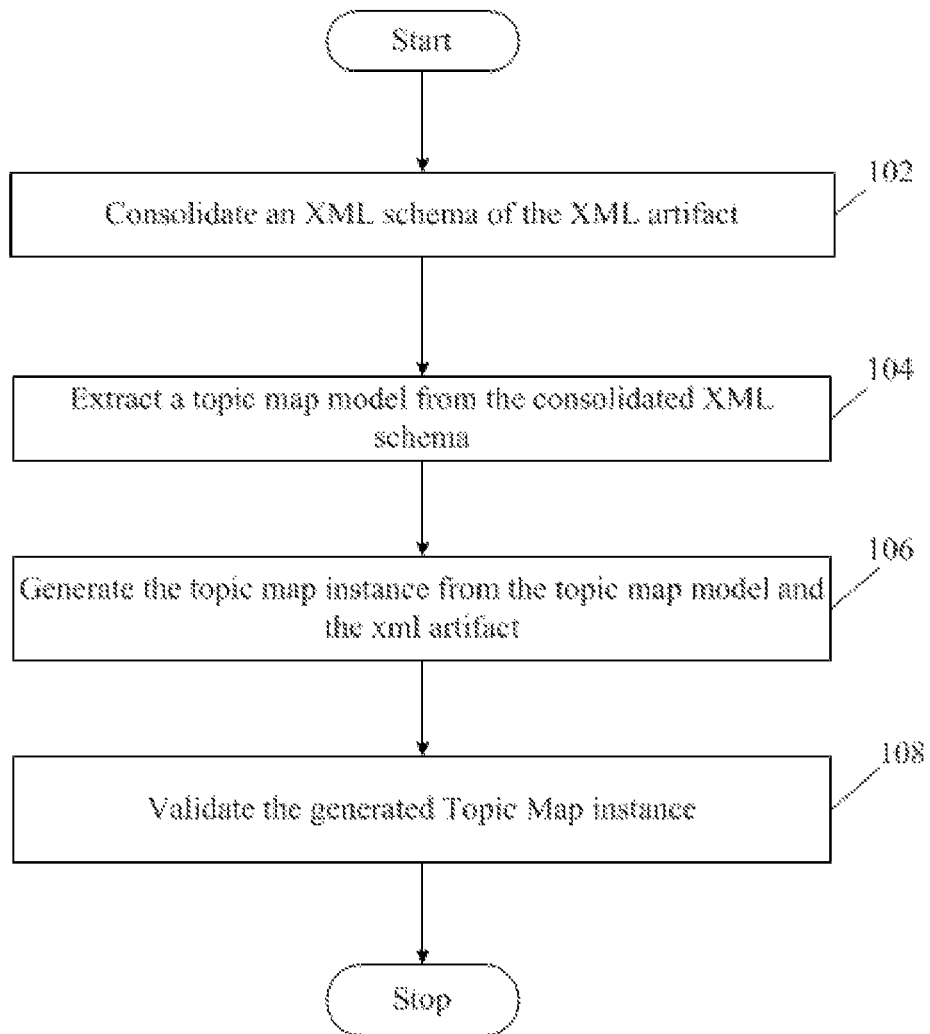 Start
102
Consolidate an XML schema of the XML artifact
104
Extract a topic map model from the consolidated XML
schema
106
Generate the topic map instance from the topic map model and
the xml artifact
108
Validate the generated Topic Map instance
Stop